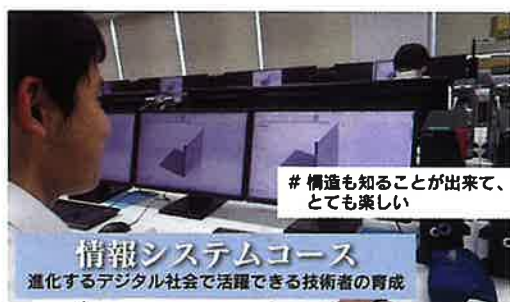 # 構造も知ることが出来て、
とても楽しい
情報システムコース
進化するデジタル社会で活躍できる技術者の育成